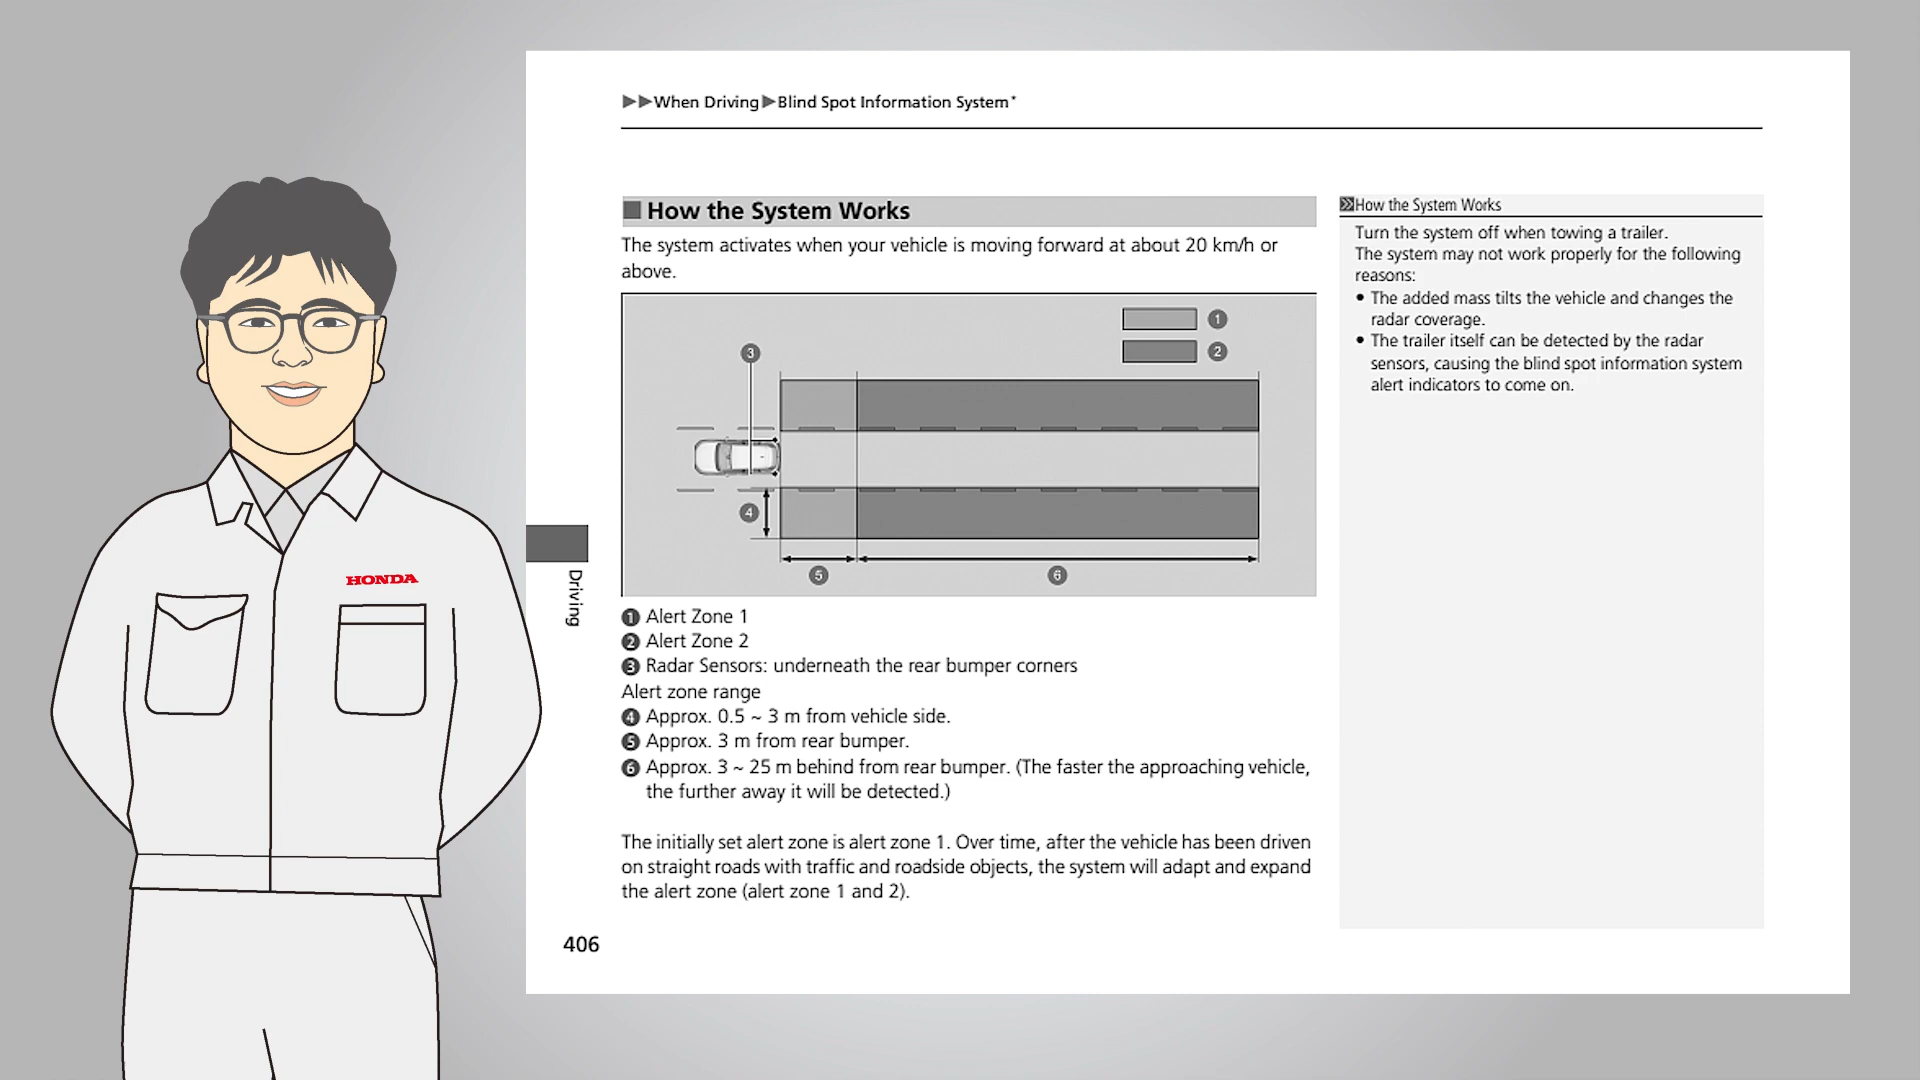 ▶▶When Driving▶Blind Spot Information System*
■ How the System Works
The system activates when your vehicle is moving forward at about 20 km/h or
above.
1
2
3
4
5
6
❶ Alert Zone 1
❷ Alert Zone 2
❸ Radar Sensors: underneath the rear bumper corners
Alert zone range
❹ Approx. 0.5 ~ 3 m from vehicle side.
❺ Approx. 3 m from rear bumper.
❻ Approx. 3 ~ 25 m behind from rear bumper. (The faster the approaching vehicle,
the further away it will be detected.)
The initially set alert zone is alert zone 1. Over time, after the vehicle has been driven
on straight roads with traffic and roadside objects, the system will adapt and expand
the alert zone (alert zone 1 and 2).
How the System Works
Turn the system off when towing a trailer.
The system may not work properly for the following
reasons:
• The added mass tilts the vehicle and changes the
radar coverage.
• The trailer itself can be detected by the radar
sensors, causing the blind spot information system
alert indicators to come on.
Driving
406
HONDA